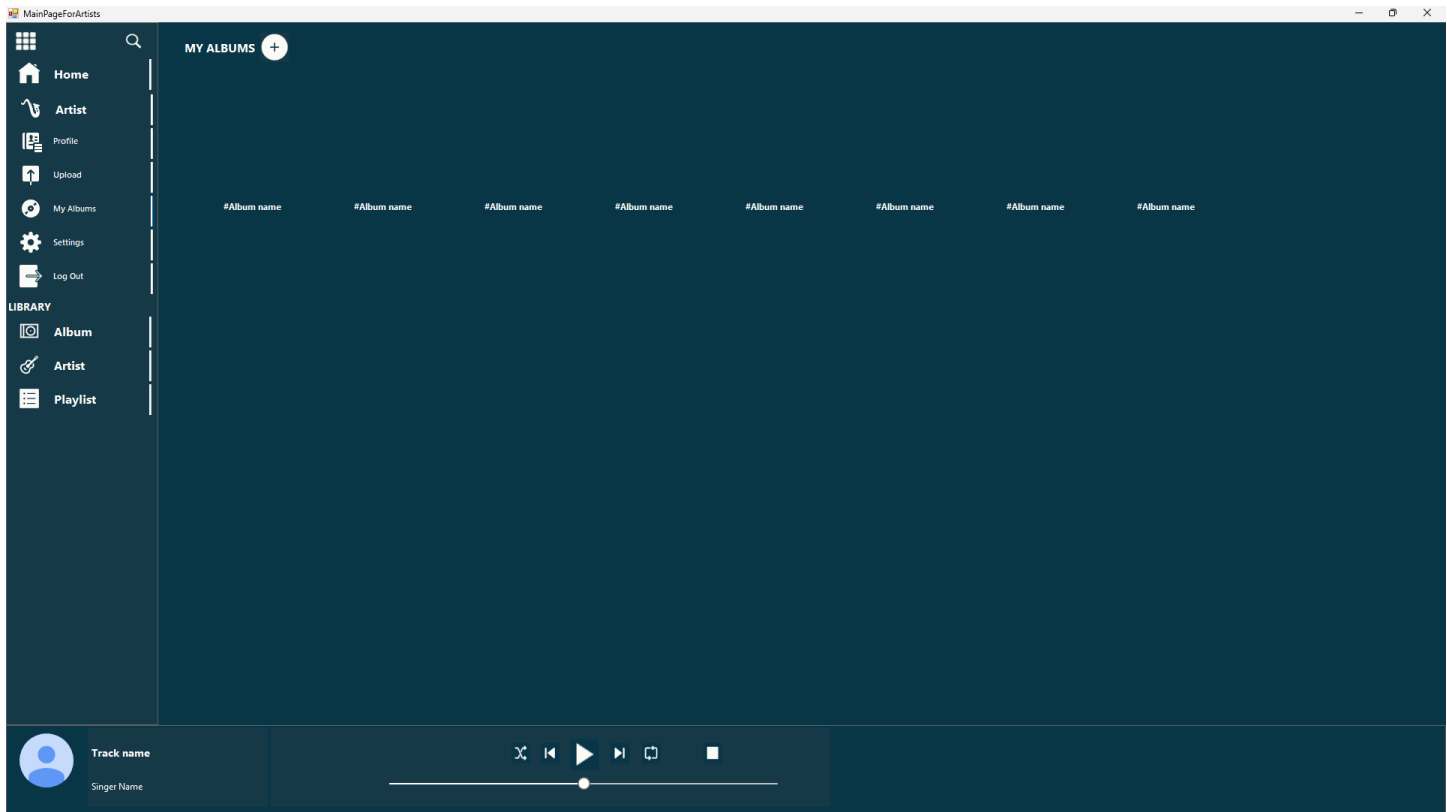 MainPageForArtists
MY ALBUMS
Home
Artist
Profile
Upload
My Albums
Settings
Log Out
LIBRARY
Album
Artist
Playlist
#Album name #Album name #Album name #Album name #Album name #Album name #Album name #Album name
Track name
Singer Name